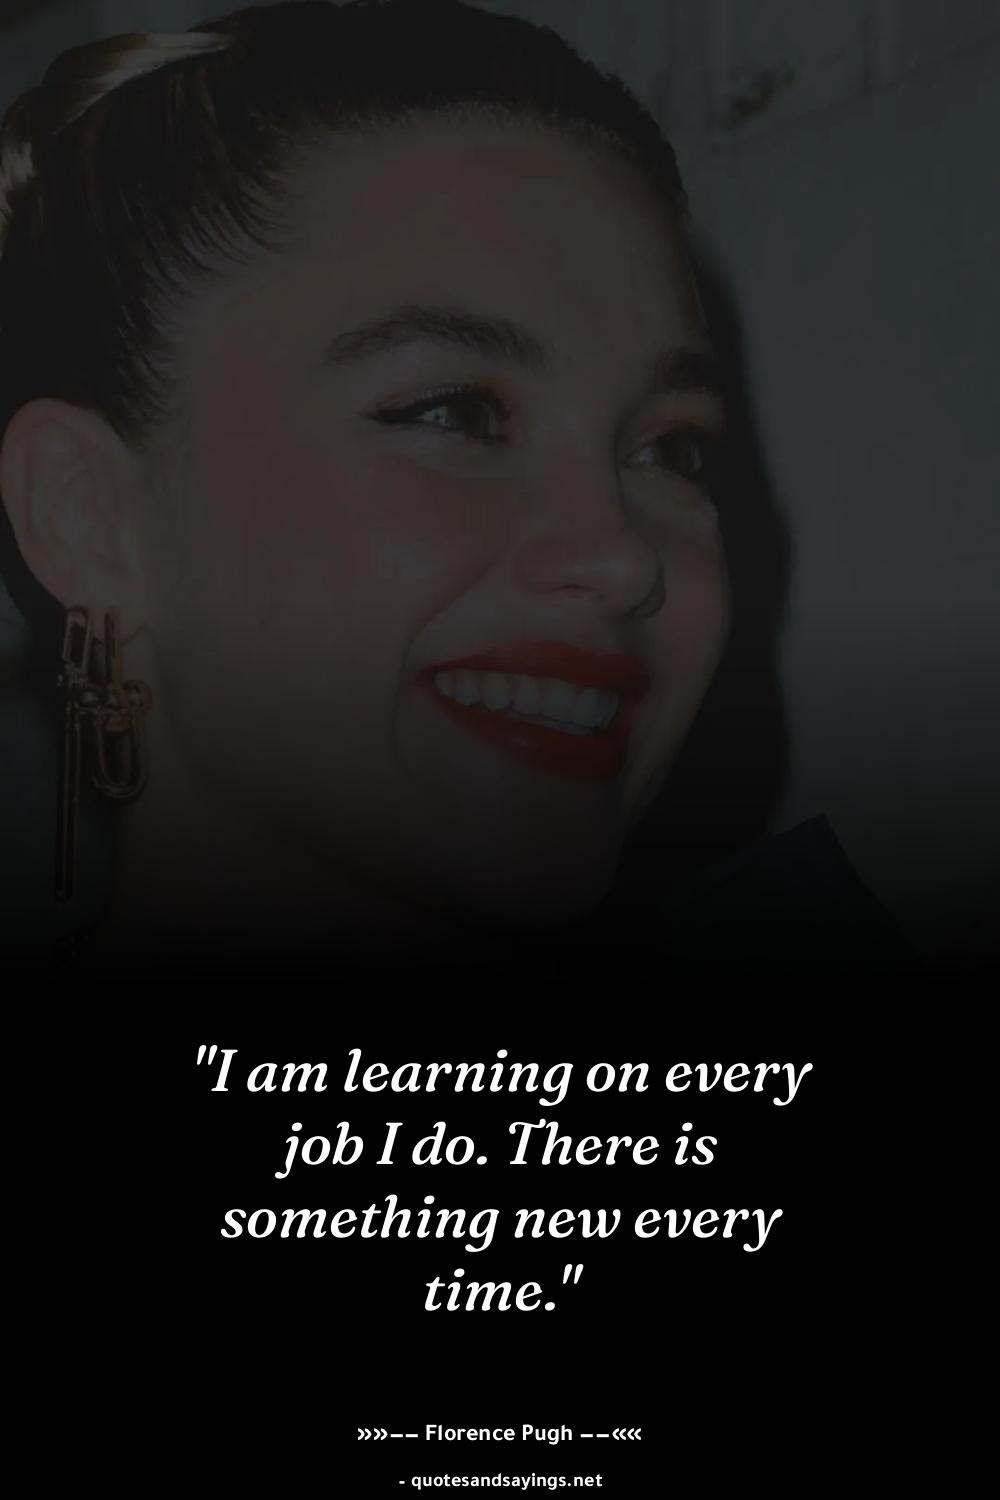 "I am learning on every
job I do. There is
something new every
time."
»»−− Florence Pugh −−««
- quotesandsayings.net